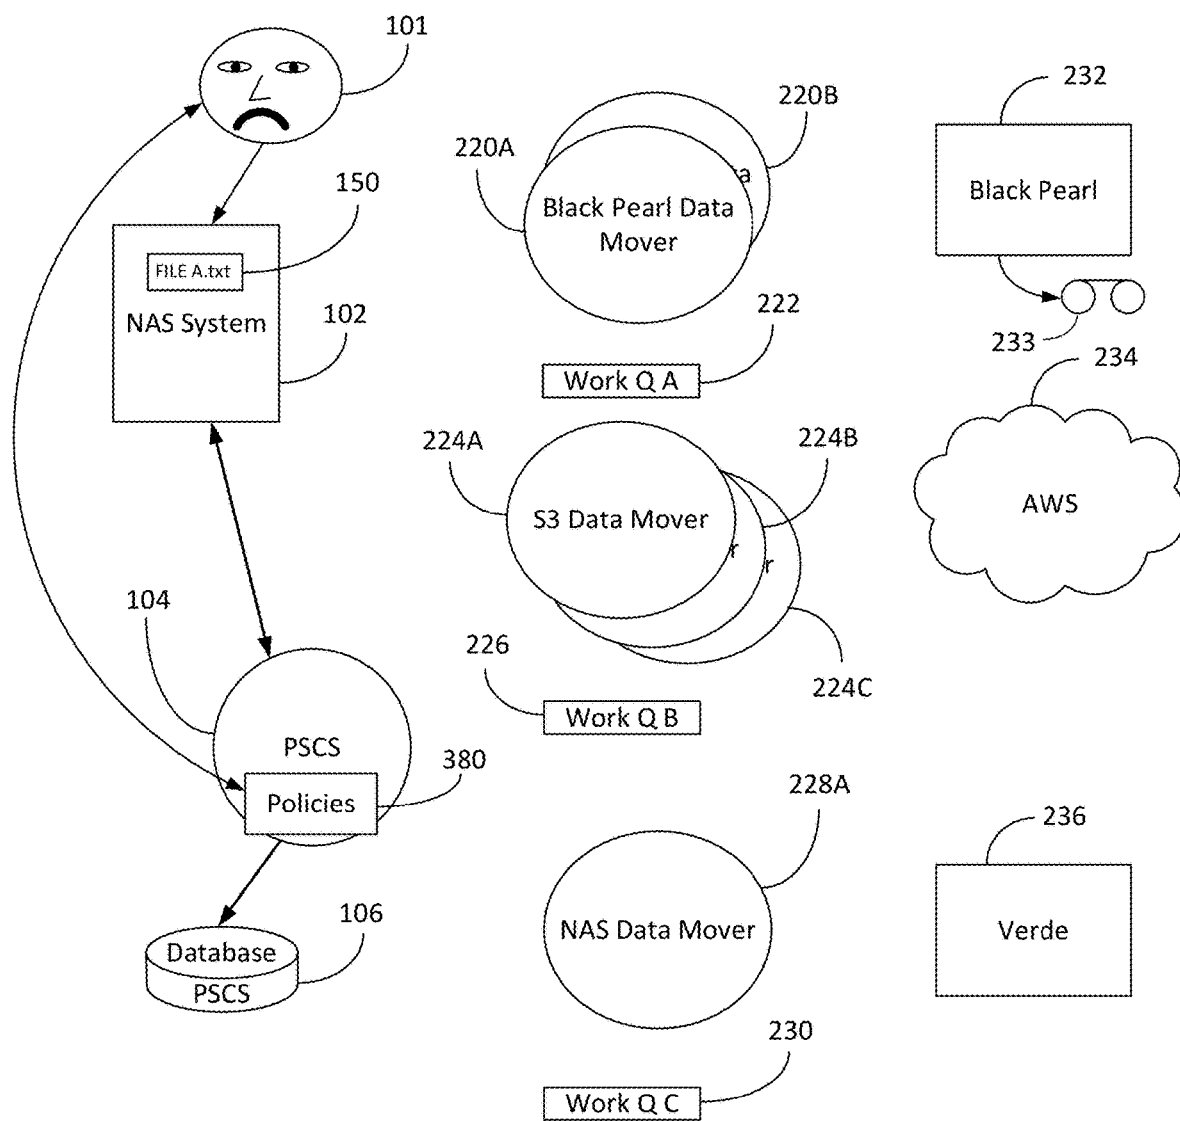 101
232
220B
220A
150
ta
Black Pearl
Black Pearl Data
Mover
FILE A.txt
NAS System
102
222
233
234
Work Q A
224A
224B
AWS
S3 Data Mover
r
r
104
226
224C
Work Q B
PSCS
380
Policies
228A
236
106
NAS Data Mover
Verde
Database
PSCS
230
Work Q C